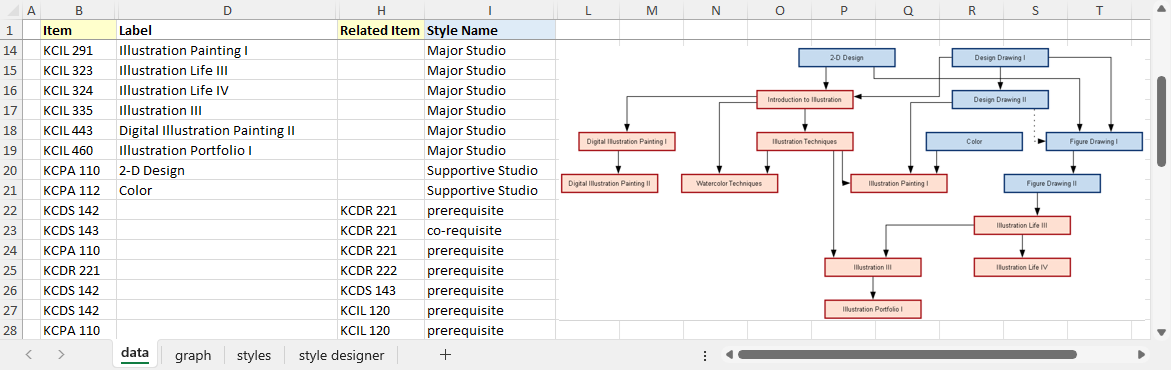 A B D H I L M N O P Q R S T
1 Item Label Related Item Style Name
14 KCIL 291 Illustration Painting I Major Studio
15 KCIL 323 Illustration Life III Major Studio
16 KCIL 324 Illustration Life IV Major Studio
17 KCIL 335 Illustration III Major Studio
18 KCIL 443 Digital Illustration Painting II Major Studio
19 KCIL 460 Illustration Portfolio I Major Studio
20 KCPA 110 2-D Design Supportive Studio
21 KCPA 112 Color Supportive Studio
22 KCDS 142 KCDR 221 prerequisite
23 KCDS 143 KCDR 221 co-requisite
24 KCPA 110 KCDR 221 prerequisite
25 KCDR 221 KCDR 222 prerequisite
26 KCDS 142 KCDS 143 prerequisite
27 KCDS 142 KCIL 120 prerequisite
28 KCPA 110 KCIL 120 prerequisite
2-D Design Design Drawing I
Introduction to Illustration Design Drawing II
Digital Illustration Painting I Illustration Techniques Color Figure Drawing I
Digital Illustration Painting II Watercolor Techniques Illustration Painting I Figure Drawing II
Illustration Life III
Illustration III Illustration Life IV
Illustration Portfolio I
data graph styles style designer